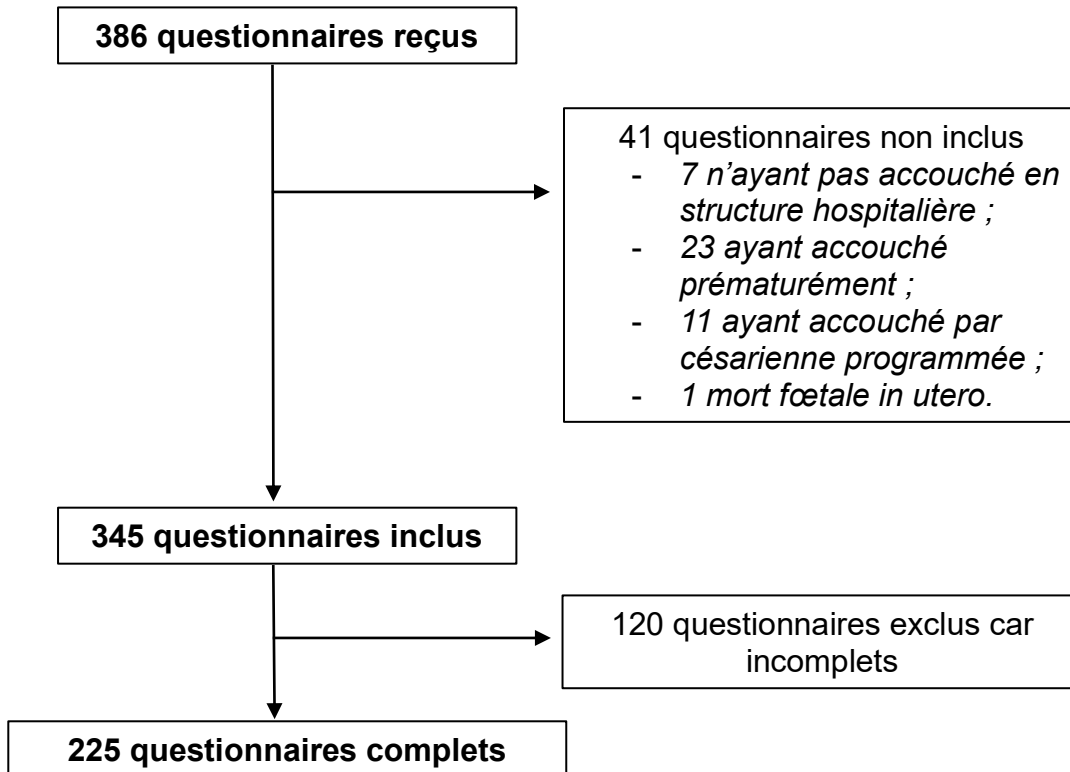 386 questionnaires reçus
41 questionnaires non inclus
- 7 n'ayant pas accouché en
structure hospitalière ;
- 23 ayant accouché
prématurément ;
- 11 ayant accouché par
césarienne programmée ;
- 1 mort fœtale in utero.
345 questionnaires inclus
120 questionnaires exclus car
incomplets
225 questionnaires complets